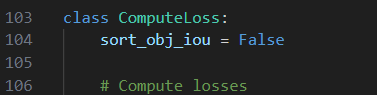 103 class ComputeLoss:
104     sort_obj_iou = False
105
106     # Compute losses